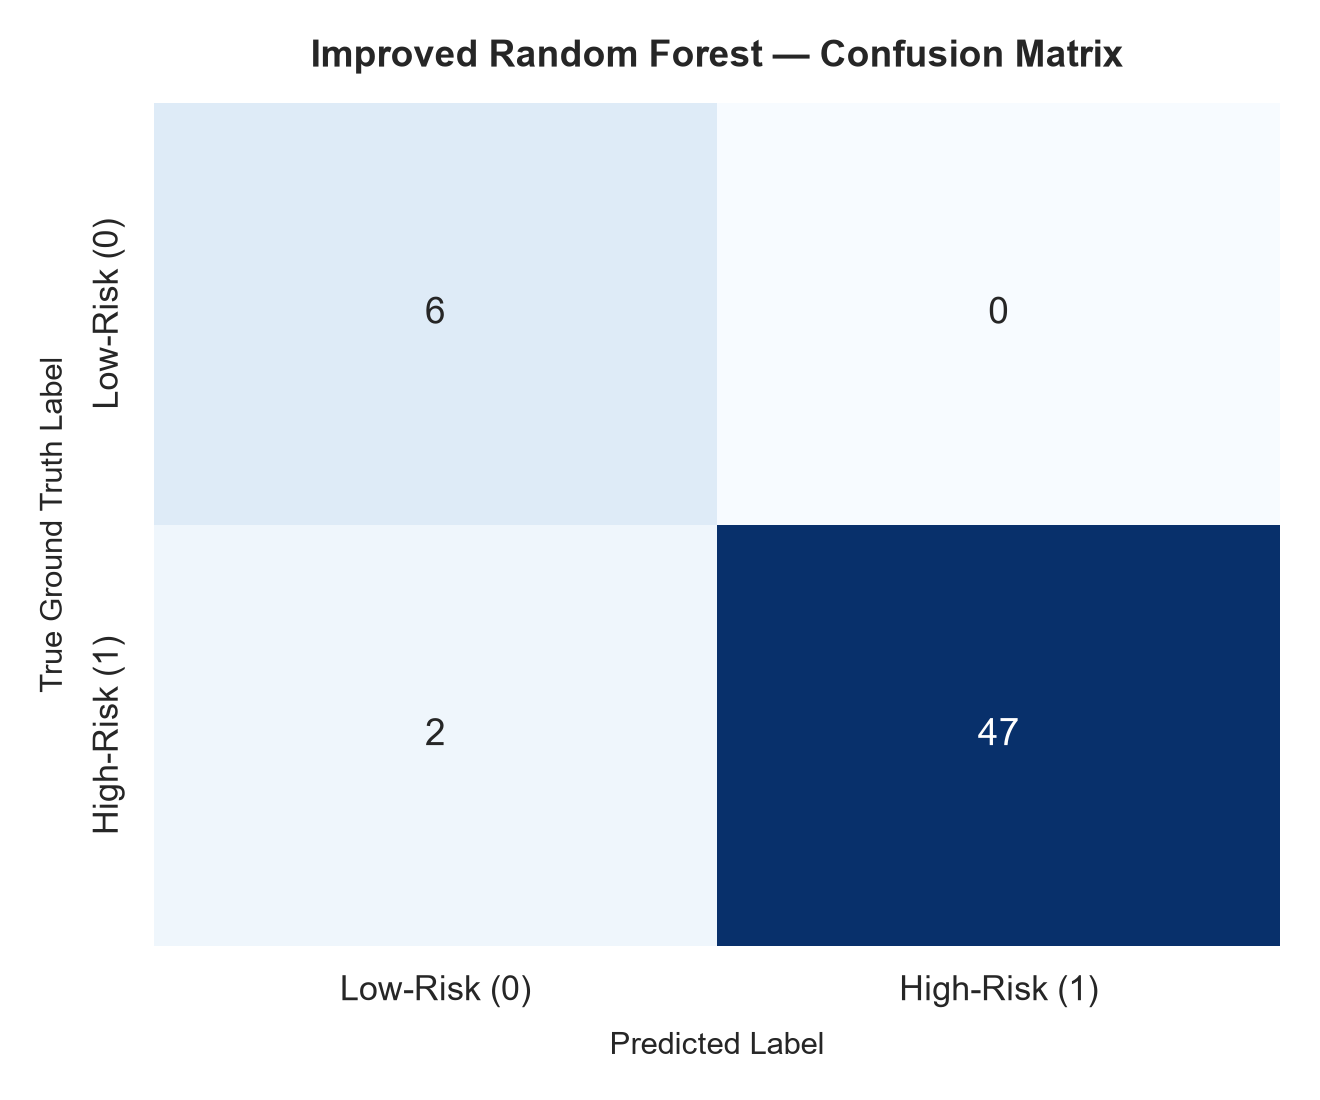 Improved Random Forest — Confusion Matrix
True Ground Truth Label
Low-Risk (0)
6
0
High-Risk (1)
2
47
Low-Risk (0)
High-Risk (1)
Predicted Label